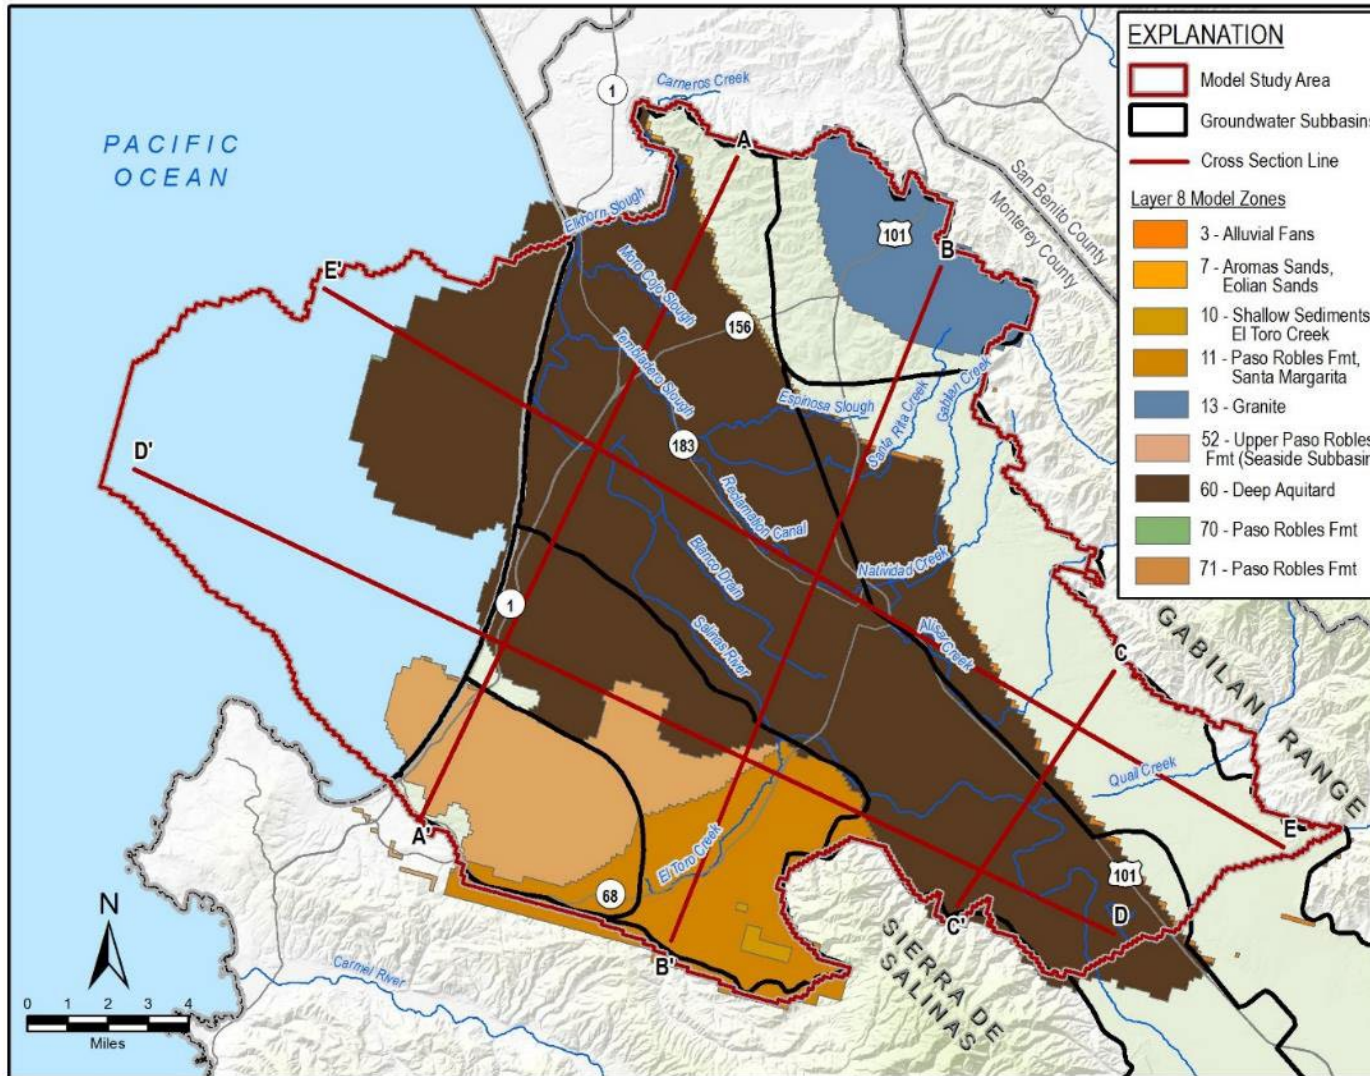 EXPLANATION
Model Study Area
Groundwater Subbasins
Cross Section Line
Layer 8 Model Zones
3 - Alluvial Fans
7 - Aromas Sands,
Eolian Sands
10 - Shallow Sediments
El Toro Creek
11 - Paso Robles Fmt,
Santa Margarita
13 - Granite
52 - Upper Paso Robles
Fmt (Seaside Subbasin
60 - Deep Aquitard
70 - Paso Robles Fmt
71 - Paso Robles Fmt
PACIFIC
OCEAN
Carneros Creek
1
A
San Benito County
Monterey County
101
Elkhorn Slough
B
E'
Moro Cojo Slough
156
Tembladero Slough
Espinosa Slough
Santa Rita Creek
Gabilan Creek
D'
183
Reclamation Canal
Blanco Drain
Natividad Creek
1
Salinas River
Alisal Creek
C
GABILAN
RANGE
Quail Creek
A'
E
El Toro Creek
68
101
D
C'
B'
SIERRA DE
SALINAS
Carmel River
N
0 1 2 3 4
Miles